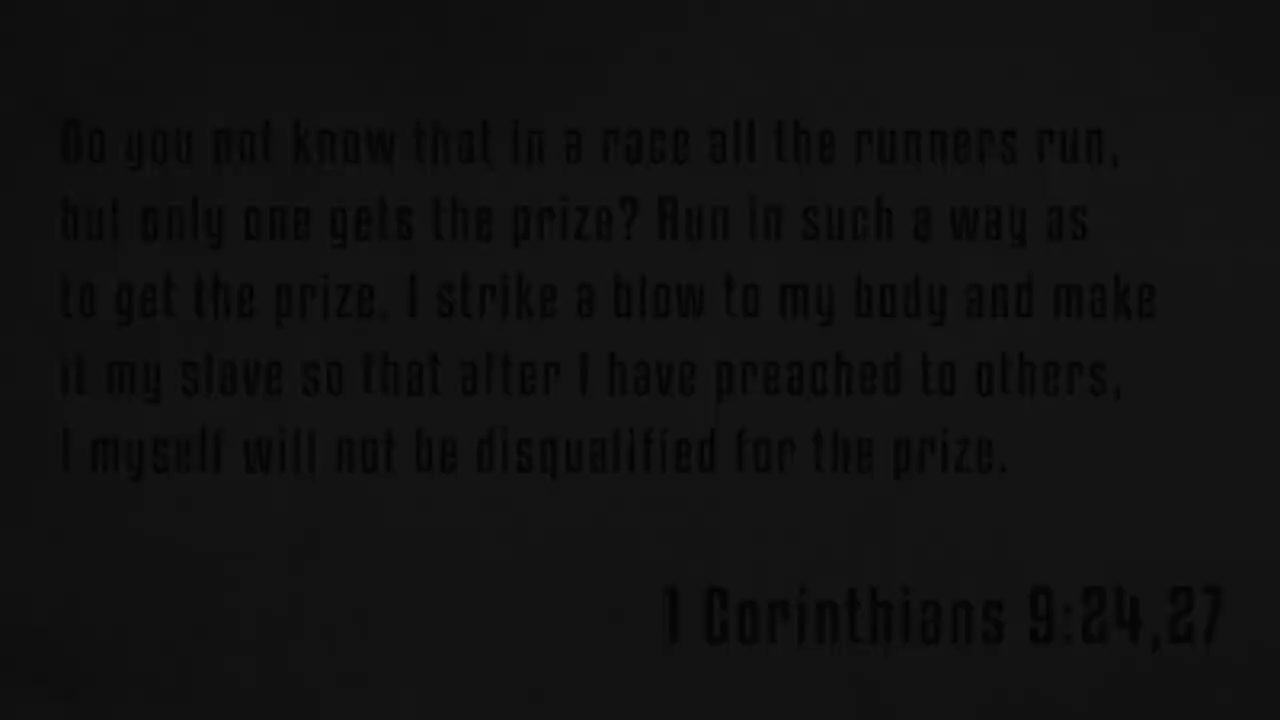 Do you not know that in a race all the runners run,
but only one gets the prize? Run in such a way as
to get the prize. I strike a blow to my body and make
it my slave so that after I have preached to others,
I myself will not be disqualified for the prize.
1 Corinthians 9:24,27